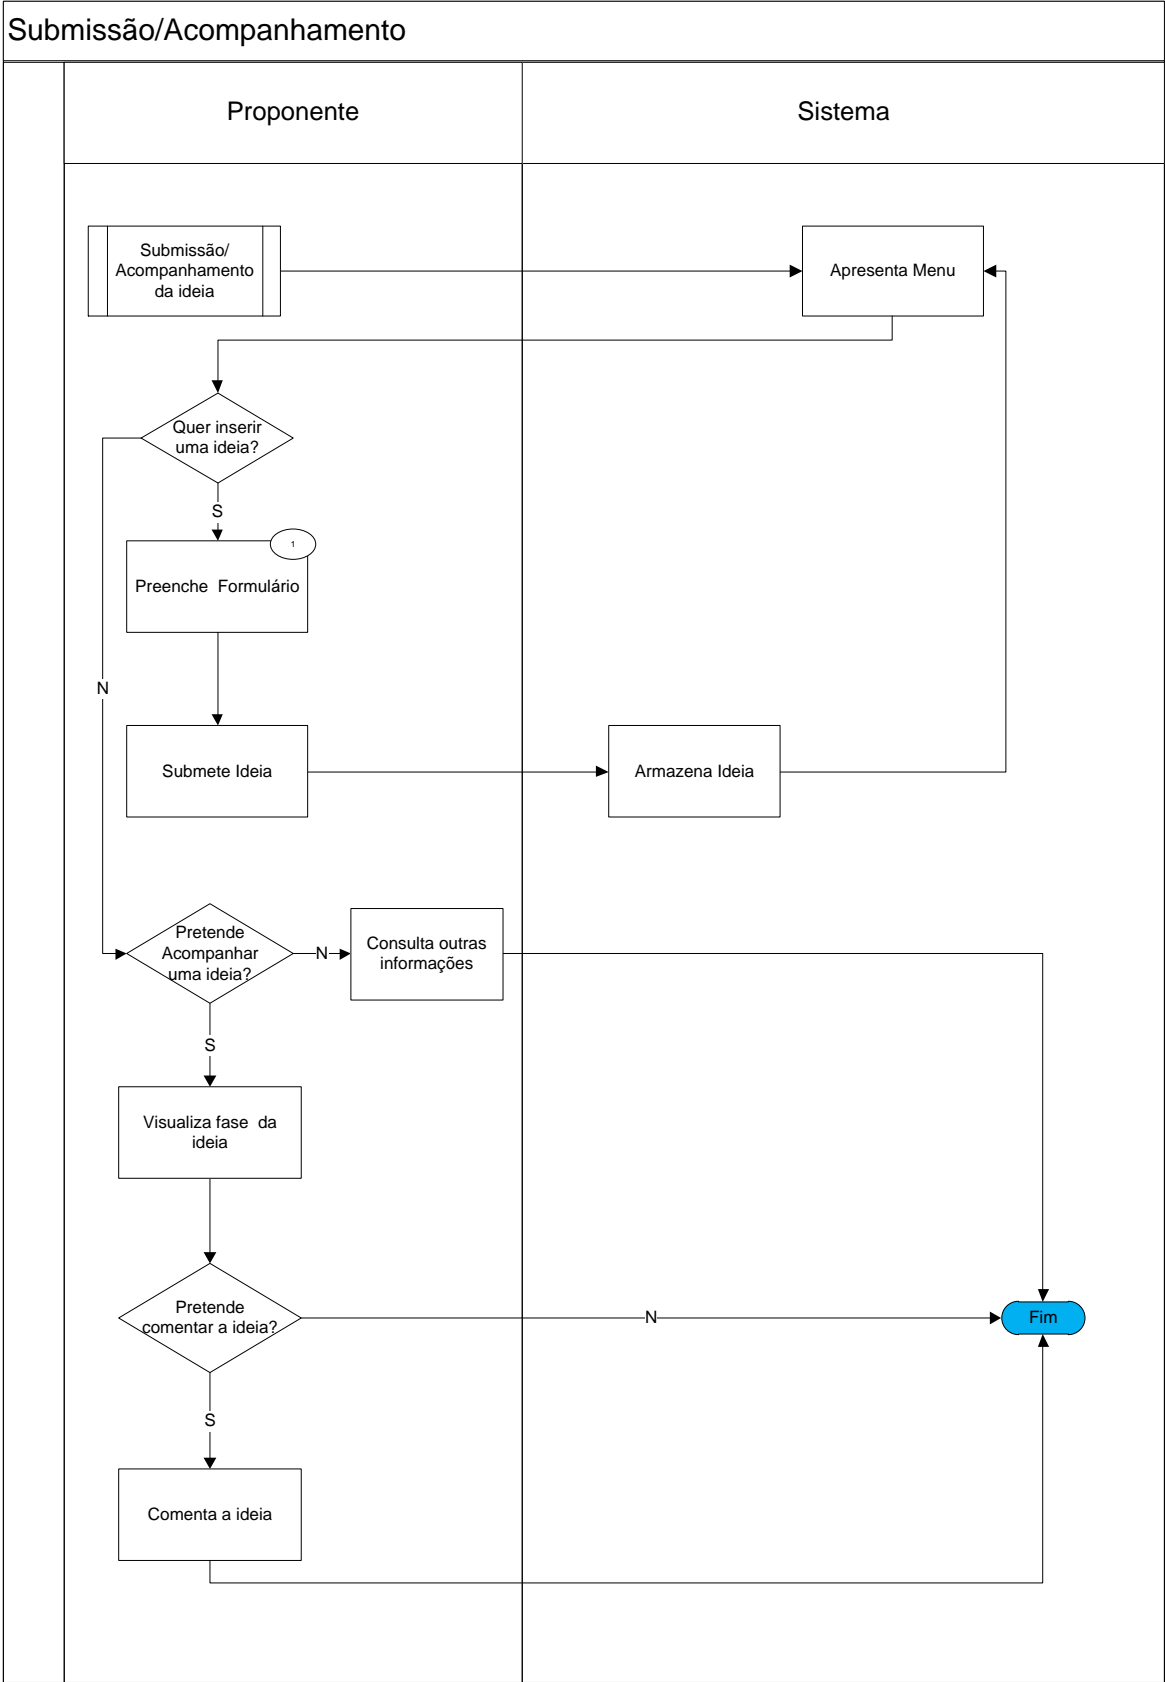 Submissão/Acompanhamento
Proponente
Sistema
Submissão/
Acompanhamento
da ideia
Apresenta Menu
Quer inserir
uma ideia?
S
1
Preenche Formulário
N
Submete Ideia
Armazena Ideia
Pretende
Acompanhar
uma ideia?
N
Consulta outras
informações
S
Visualiza fase da
ideia
Pretende
comentar a ideia?
N
Fim
S
Comenta a ideia